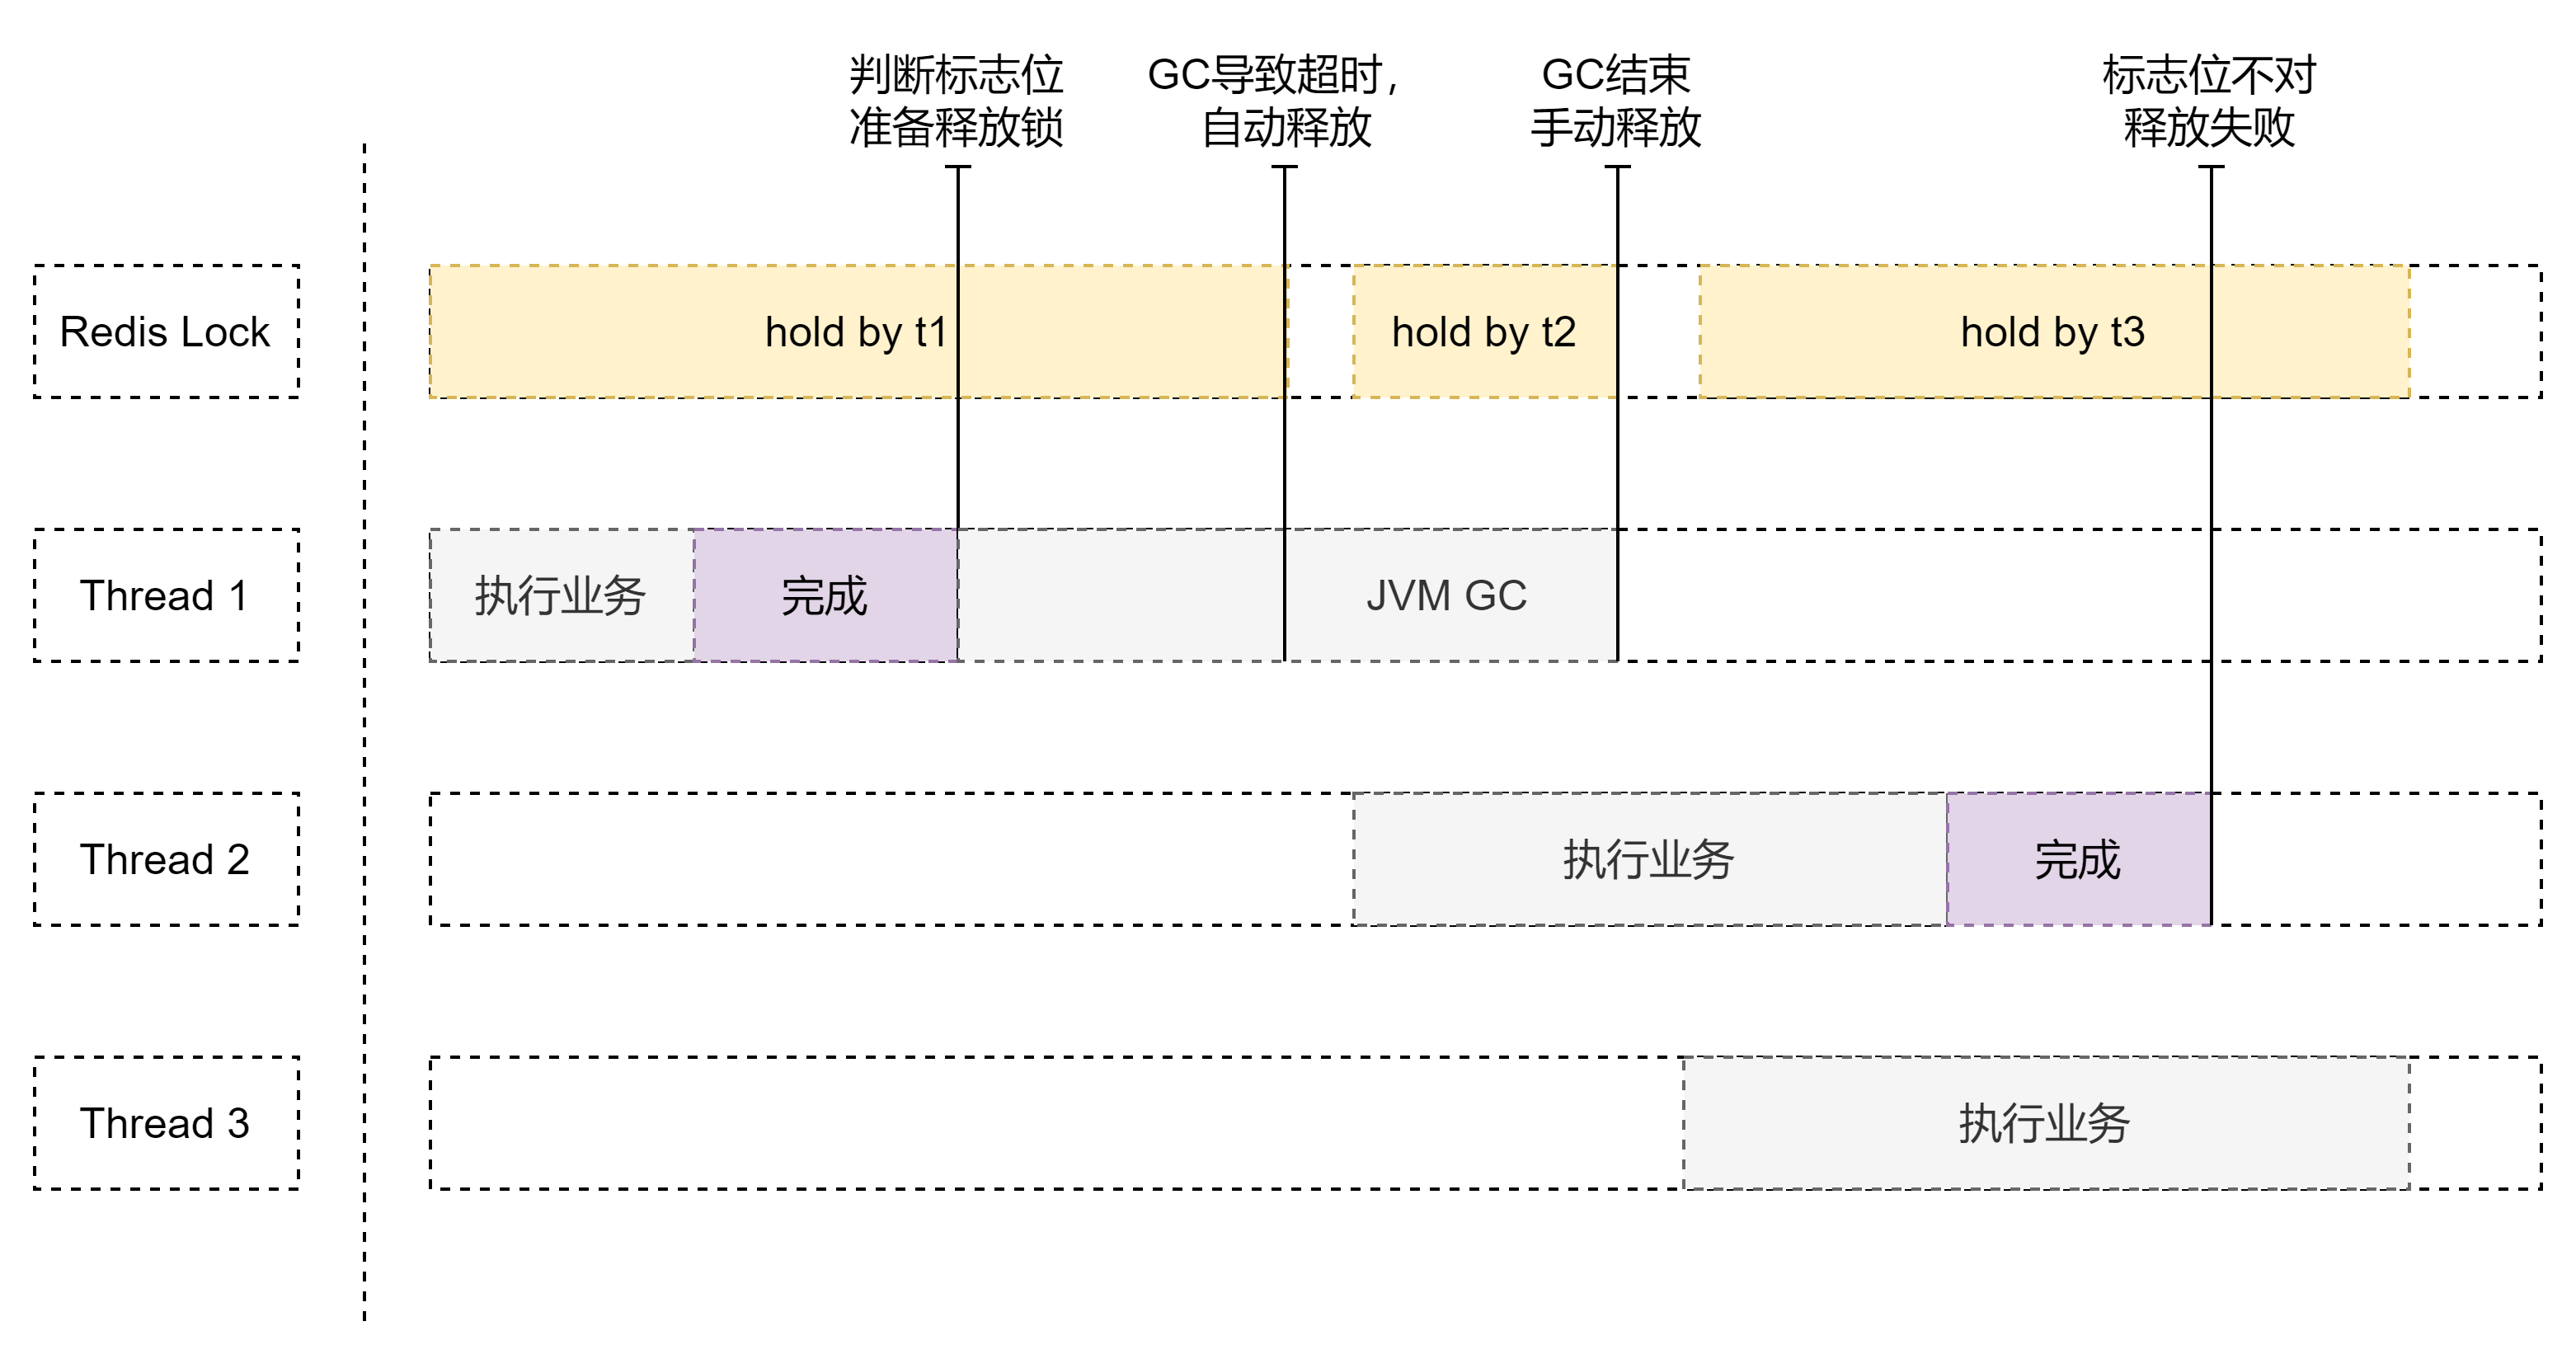 判断标志位
准备释放锁
GC导致超时，
自动释放
GC结束
手动释放
标志位不对
释放失败
Redis Lock
hold by t1
hold by t2
hold by t3
Thread 1
执行业务
完成
JVM GC
Thread 2
执行业务
完成
Thread 3
执行业务